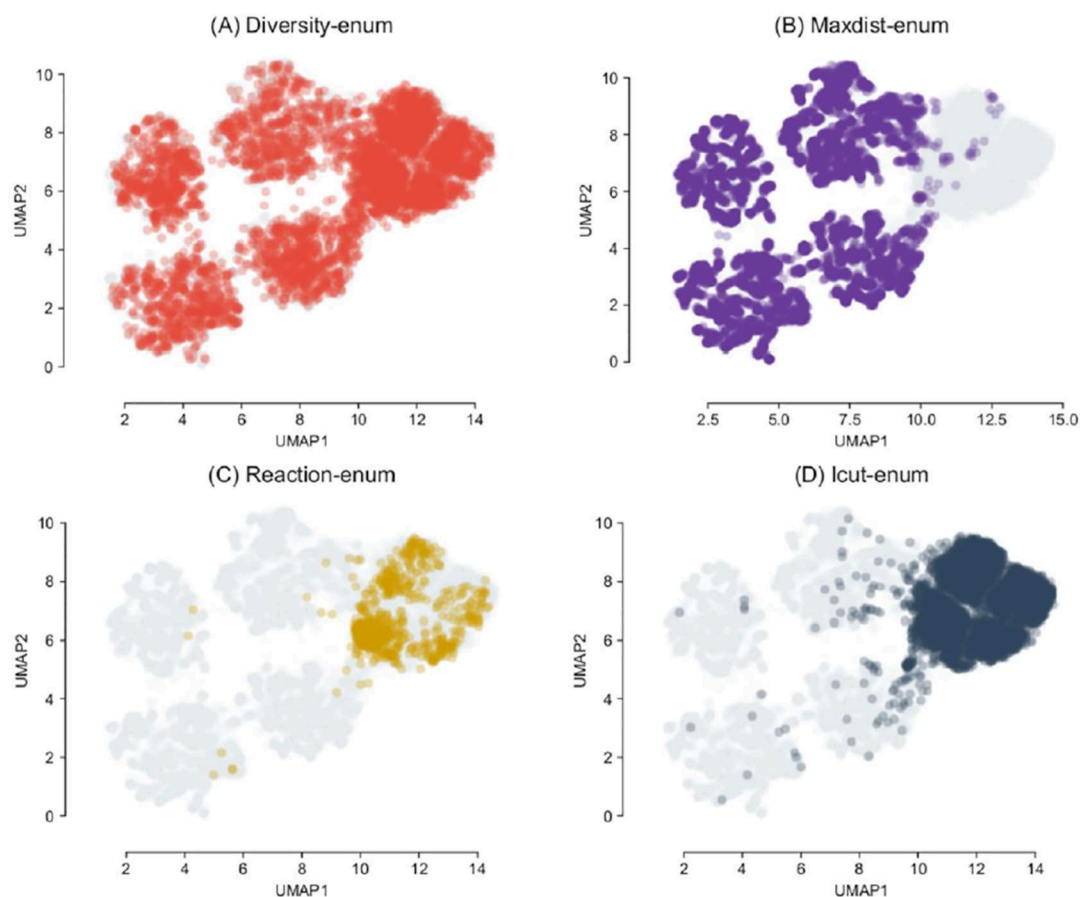 (A) Diversity-enum
(B) Maxdist-enum
10
8
6
4
2
0
UMAP2
2 4 6 8 10 12 14
UMAP1
10
8
6
4
2
0
UMAP2
2.5 5.0 7.5 10.0 12.5 15.0
UMAP1
(C) Reaction-enum
(D) Icut-enum
10
8
6
4
2
0
UMAP2
2 4 6 8 10 12 14
UMAP1
10
8
6
4
2
0
UMAP2
2 4 6 8 10 12 14
UMAP1